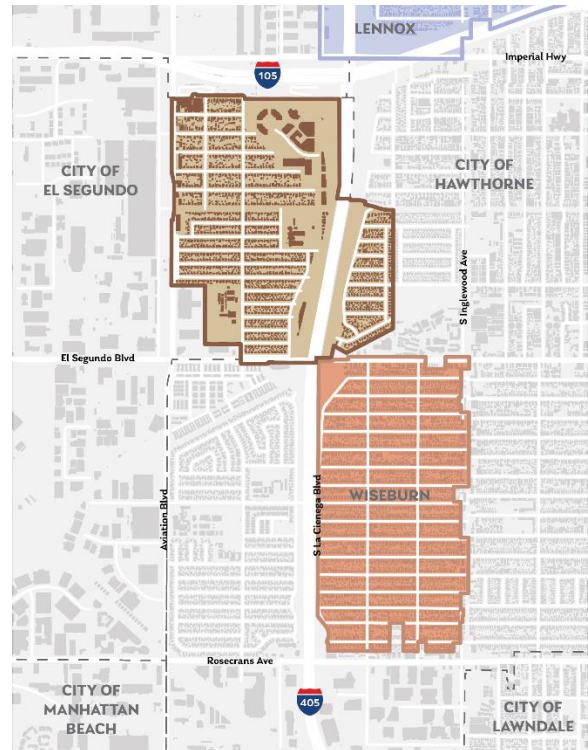 LENNOX
Imperial Hwy
105
CITY OF
EL SEGUNDO
CITY OF
HAWTHORNE
S Inglewood Ave
El Segundo Blvd
WISEBURN
Aviation Blvd
S La Cienega Blvd
Rosecrans Ave
CITY OF
MANHATTAN
BEACH
405
CITY OF
LAWNDALE